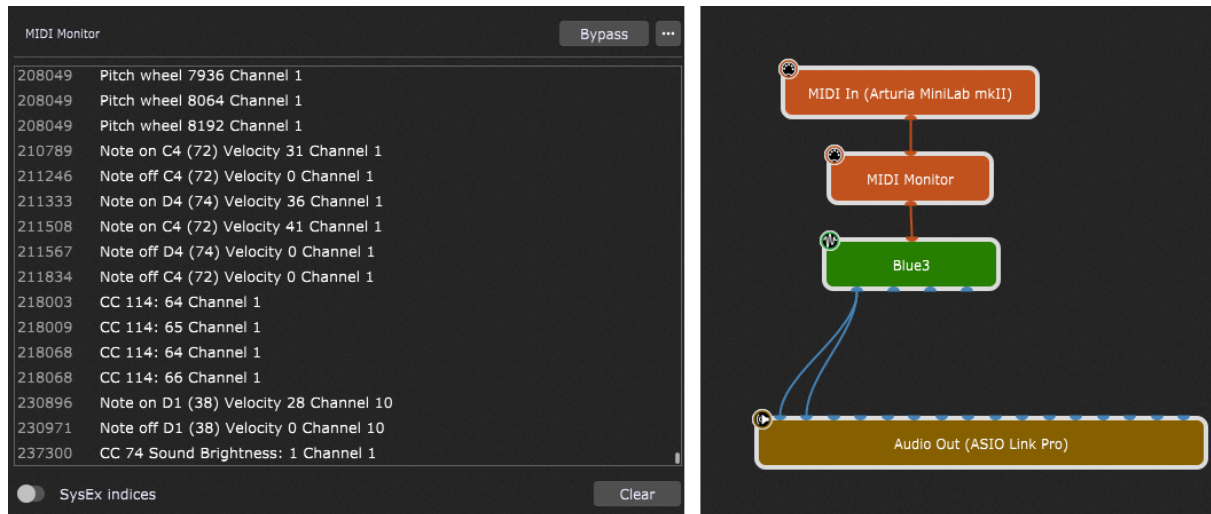 MIDI Monitor
Bypass
...
208049 Pitch wheel 7936 Channel 1
208049 Pitch wheel 8064 Channel 1
208049 Pitch wheel 8192 Channel 1
210789 Note on C4 (72) Velocity 31 Channel 1
211246 Note off C4 (72) Velocity 0 Channel 1
211333 Note on D4 (74) Velocity 36 Channel 1
211508 Note on C4 (72) Velocity 41 Channel 1
211567 Note off D4 (74) Velocity 0 Channel 1
211834 Note off C4 (72) Velocity 0 Channel 1
218003 CC 114: 64 Channel 1
218009 CC 114: 65 Channel 1
218068 CC 114: 64 Channel 1
218068 CC 114: 66 Channel 1
230896 Note on D1 (38) Velocity 28 Channel 10
230971 Note off D1 (38) Velocity 0 Channel 10
237300 CC 74 Sound Brightness: 1 Channel 1
SysEx indices
Clear
MIDI In (Arturia MiniLab mkII)
MIDI Monitor
Blue3
Audio Out (ASIO Link Pro)